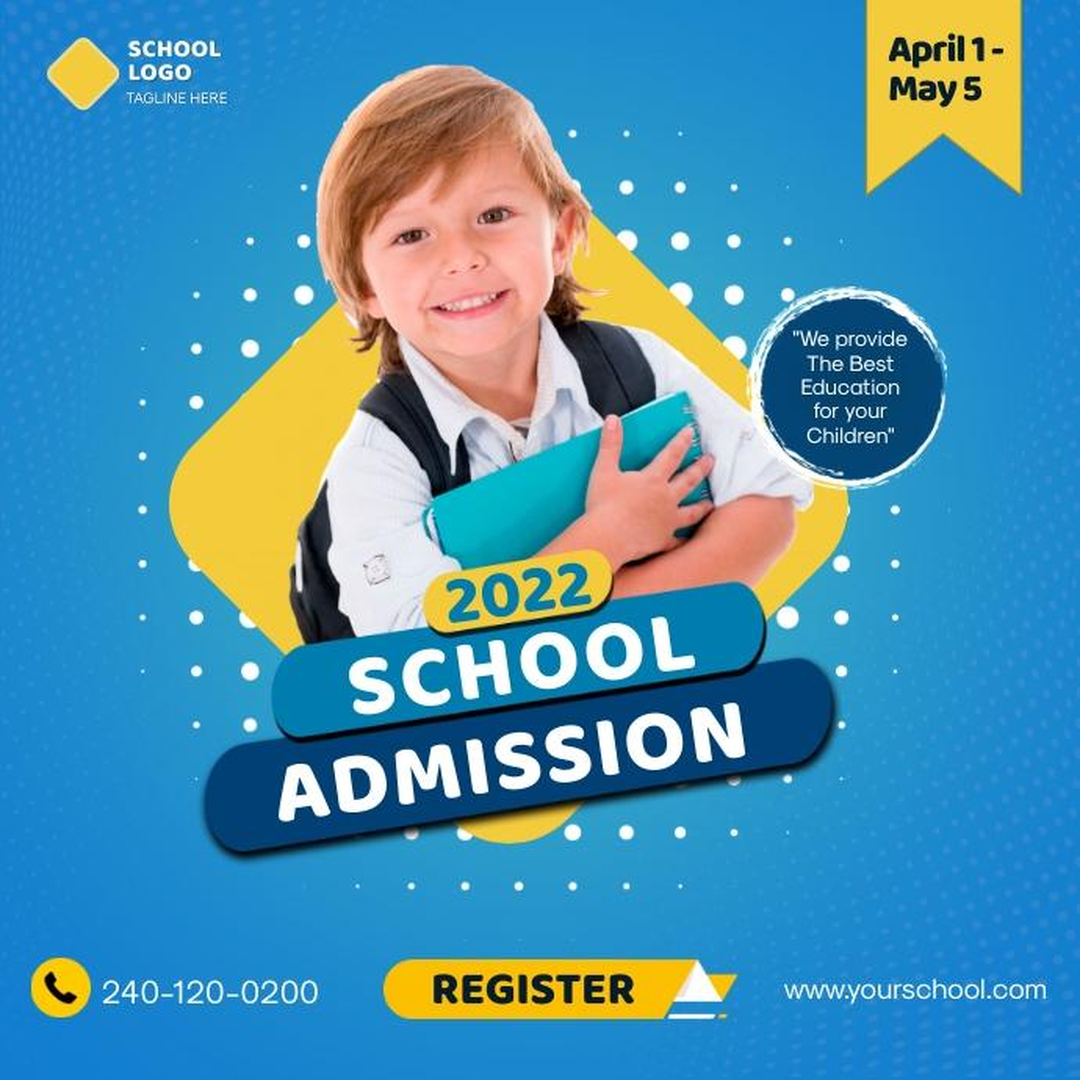 SCHOOL
LOGO
TAGLINE HERE
April 1 -
May 5
"We provide
The Best
Education
for your
Children"
2022
SCHOOL
ADMISSION
240-120-0200
REGISTER
www.yourschool.com